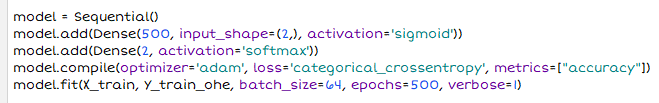 model = Sequential()
model.add(Dense(500, input_shape=(2,), activation='sigmoid'))
model.add(Dense(2, activation='softmax'))
model.compile(optimizer='adam', loss='categorical_crossentropy', metrics=["accuracy"])
model.fit(X_train, Y_train_ohe, batch_size=64, epochs=500, verbose=1)